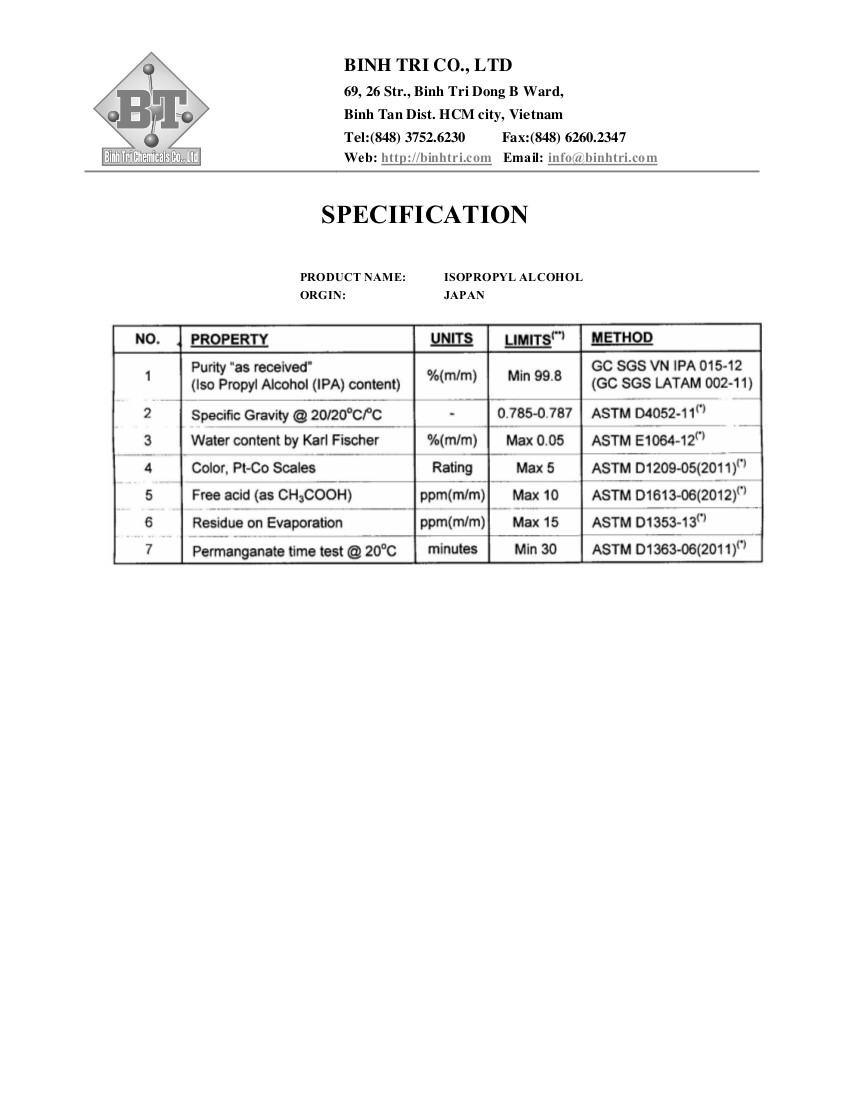 BT
Binh Tri Chemicals Co., Ltd
BINH TRI CO., LTD
69, 26 Str., Binh Tri Dong B Ward,
Binh Tan Dist. HCM city, Vietnam
Tel:(848) 3752.6230 Fax:(848) 6260.2347
Web: http://binhtri.com Email: info@binhtri.com
SPECIFICATION
PRODUCT NAME: ISOPROPYL ALCOHOL
ORGIN: JAPAN
NO. PROPERTY UNITS LIMITS(**) METHOD
1 Purity "as received" (Iso Propyl Alcohol (IPA) content) %(m/m) Min 99.8 GC SGS VN IPA 015-12 (GC SGS LATAM 002-11)
2 Specific Gravity @ 20/20°C/°C - 0.785-0.787 ASTM D4052-11(*)
3 Water content by Karl Fischer %(m/m) Max 0.05 ASTM E1064-12(*)
4 Color, Pt-Co Scales Rating Max 5 ASTM D1209-05(2011)(*)
5 Free acid (as CH₃COOH) ppm(m/m) Max 10 ASTM D1613-06(2012)(*)
6 Residue on Evaporation ppm(m/m) Max 15 ASTM D1353-13(*)
7 Permanganate time test @ 20°C minutes Min 30 ASTM D1363-06(2011)(*)